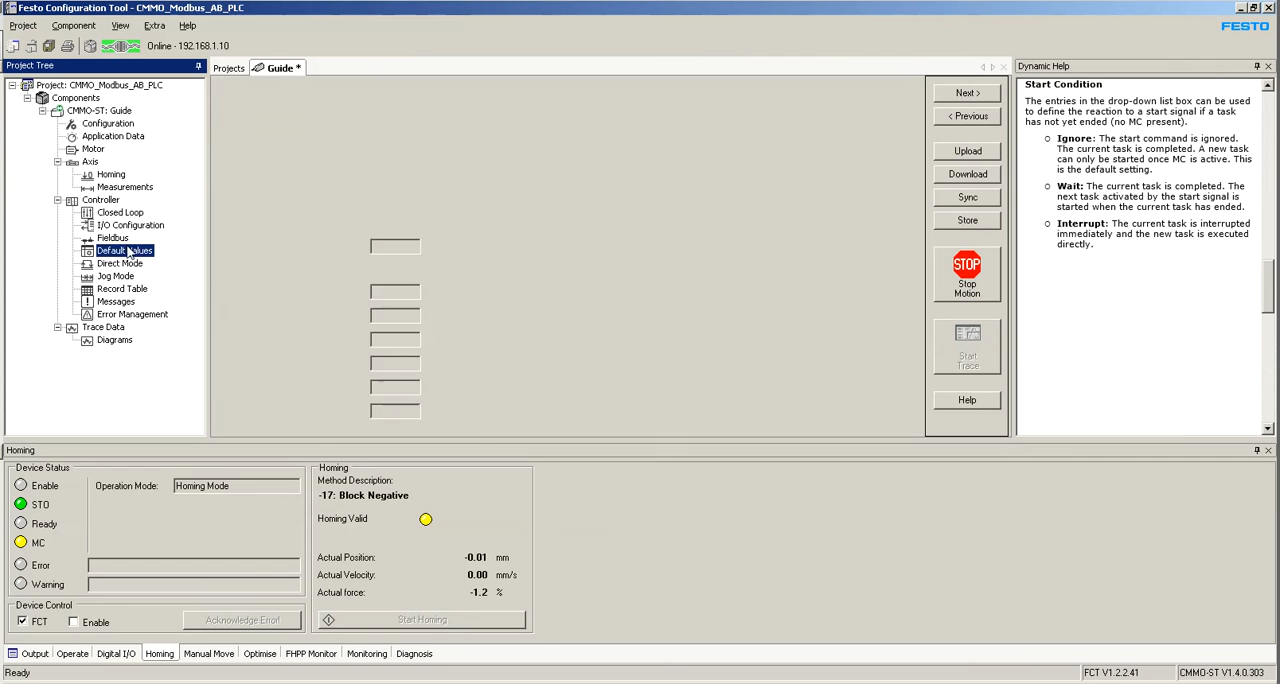 Festo Configuration Tool - CMMO_Modbus_AB_PLC
Project Component View Extra Help
FESTO
Online - 192.168.1.10
Project Tree
Projects Guide *
Dynamic Help
Project: CMMO_Modbus_AB_PLC
Components
CMMO-ST: Guide
Configuration
Application Data
Motor
Axis
Homing
Measurements
Controller
Closed Loop
I/O Configuration
Fieldbus
Default Values
Direct Mode
Jog Mode
Record Table
Messages
Error Management
Trace Data
Diagrams
Next >
< Previous
Upload
Download
Sync
Store
STOP
Stop
Motion
Start
Trace
Help
Start Condition
The entries in the drop-down list box can be used
to define the reaction to a start signal if a task
has not yet ended (no MC present).
Ignore: The start command is ignored.
The current task is completed. A new task
can only be started once MC is active. This
is the default setting.
Wait: The current task is completed. The
next task activated by the start signal is
started when the current task has ended.
Interrupt: The current task is interrupted
immediately and the new task is executed
directly.
Homing
Device Status
Enable
STO
Ready
MC
Error
Warning
Operation Mode: Homing Mode
Device Control
FCT Enable
Acknowledge Error!
Homing
Method Description:
-17: Block Negative
Homing Valid
Actual Position: -0.01 mm
Actual Velocity: 0.00 mm/s
Actual force: -1.2 %
Start Homing
Output Operate Digital I/O Homing Manual Move Optimise FHPP Monitor Monitoring Diagnosis
Ready
FCT V1.2.2.41
CMMO-ST V1.4.0.303